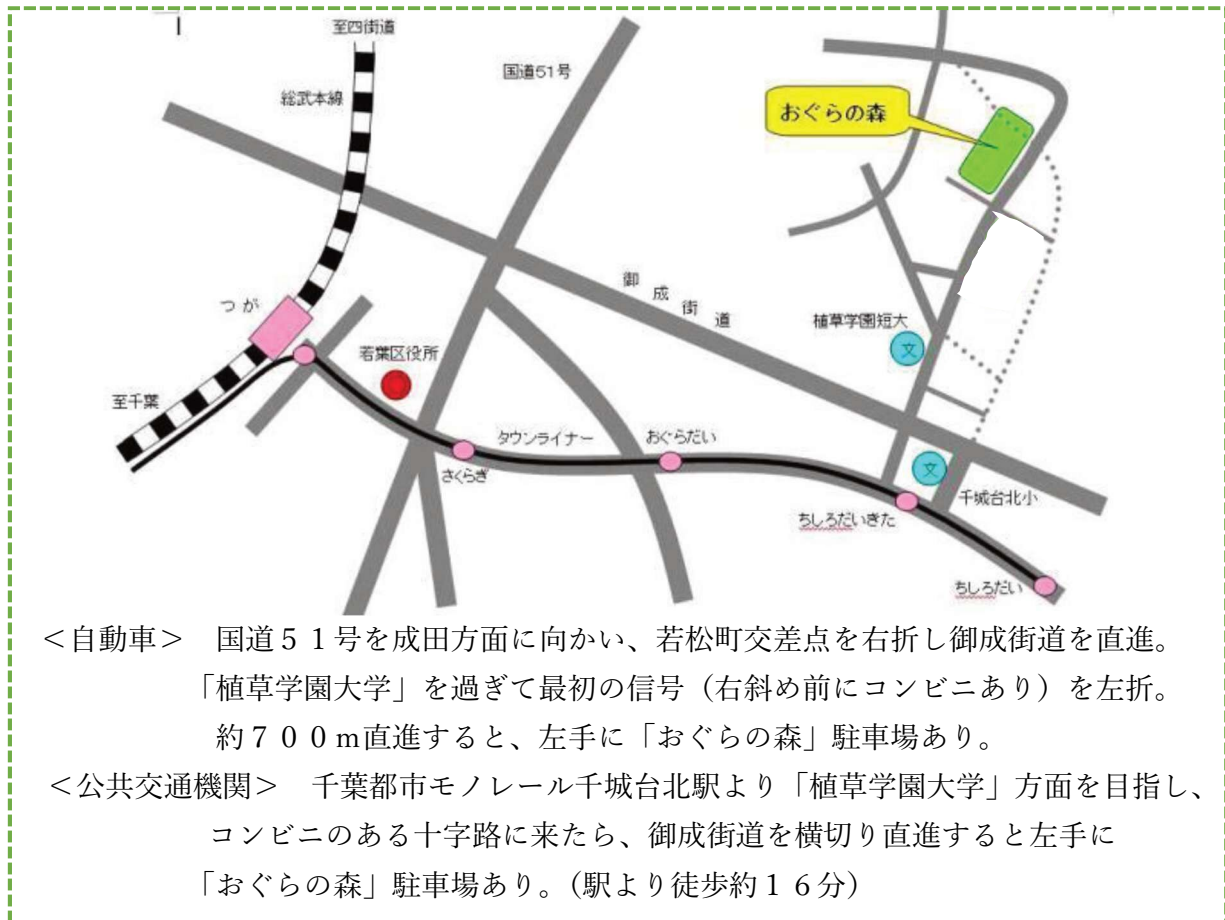 至四街道
国道51号
総武本線
おぐらの森
御成街道
つが
植草学園短大
文
若葉区役所
至千葉
タウンライナー
おぐらだい
さくらぎ
文
千城台北小
ちしろだいきた
ちしろだい
＜自動車＞　国道５１号を成田方面に向かい、若松町交差点を右折し御成街道を直進。
「植草学園大学」を過ぎて最初の信号（右斜め前にコンビニあり）を左折。
約７００ｍ直進すると、左手に「おぐらの森」駐車場あり。
＜公共交通機関＞　千葉都市モノレール千城台北駅より「植草学園大学」方面を目指し、
コンビニのある十字路に来たら、御成街道を横切り直進すると左手に
「おぐらの森」駐車場あり。（駅より徒歩約１６分）